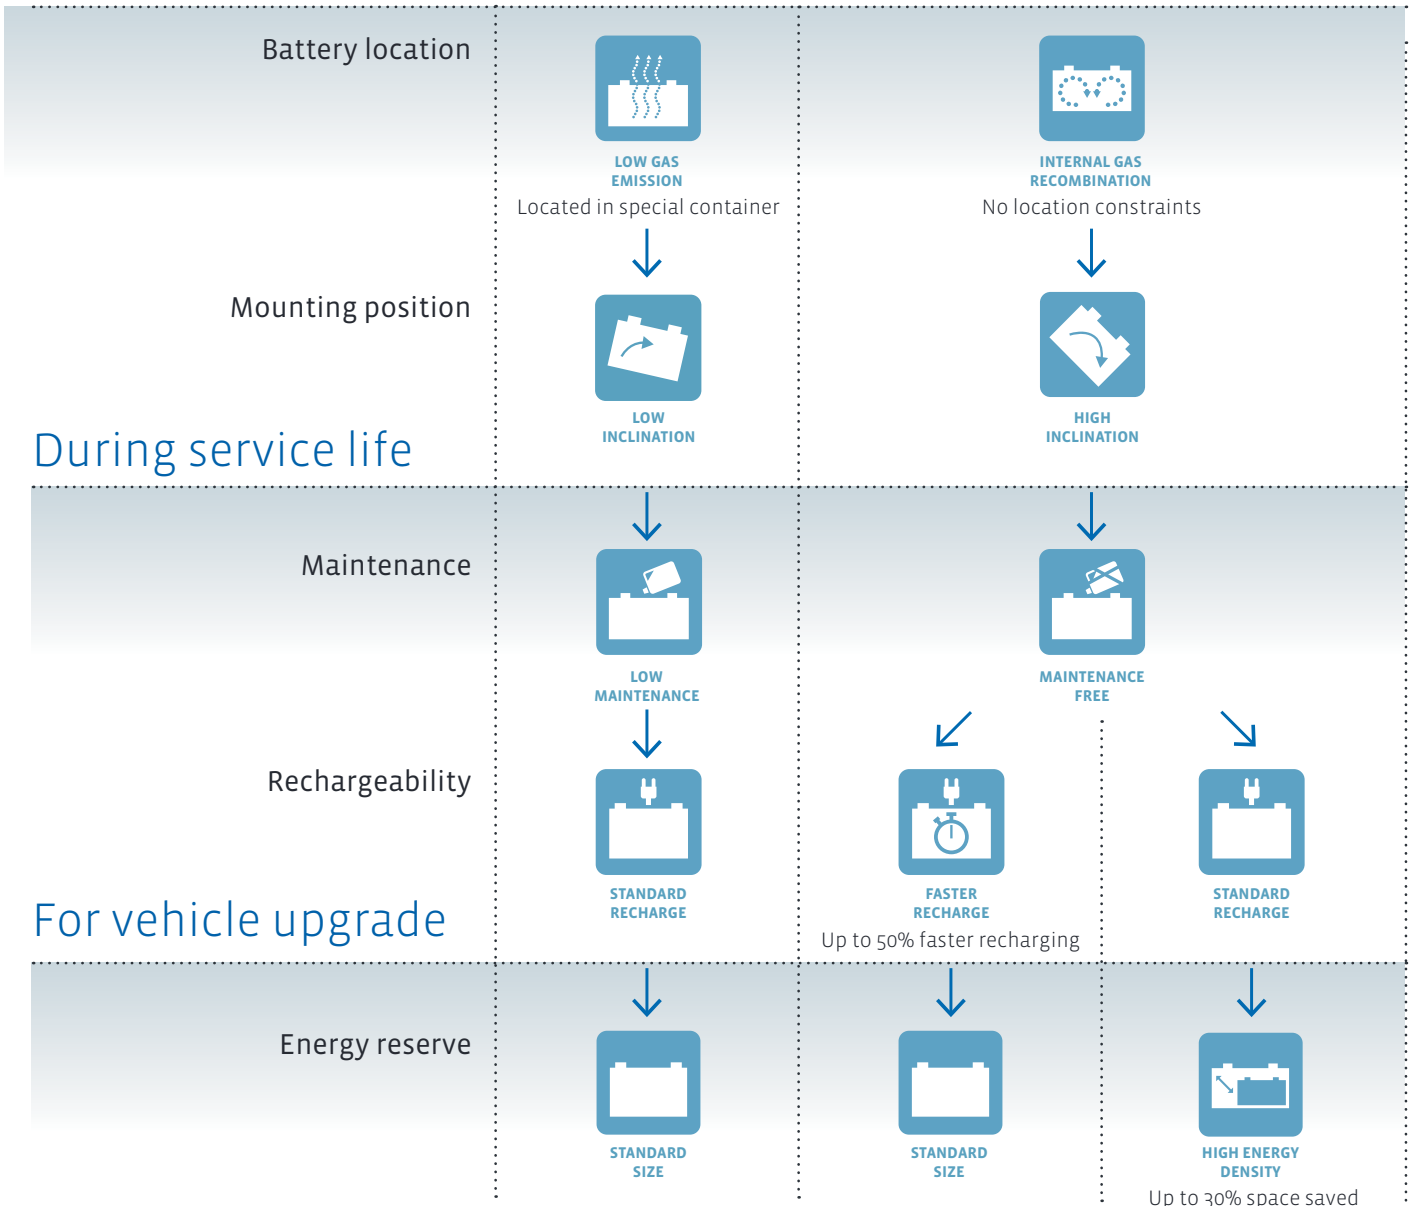 Battery location
LOW GAS
EMISSION
Located in special container
INTERNAL GAS
RECOMBINATION
No location constraints
Mounting position
LOW
INCLINATION
HIGH
INCLINATION
During service life
Maintenance
LOW
MAINTENANCE
MAINTENANCE
FREE
Rechargeability
STANDARD
RECHARGE
FASTER
RECHARGE
Up to 50% faster recharging
STANDARD
RECHARGE
For vehicle upgrade
Energy reserve
STANDARD
SIZE
STANDARD
SIZE
HIGH ENERGY
DENSITY
Up to 30% space saved